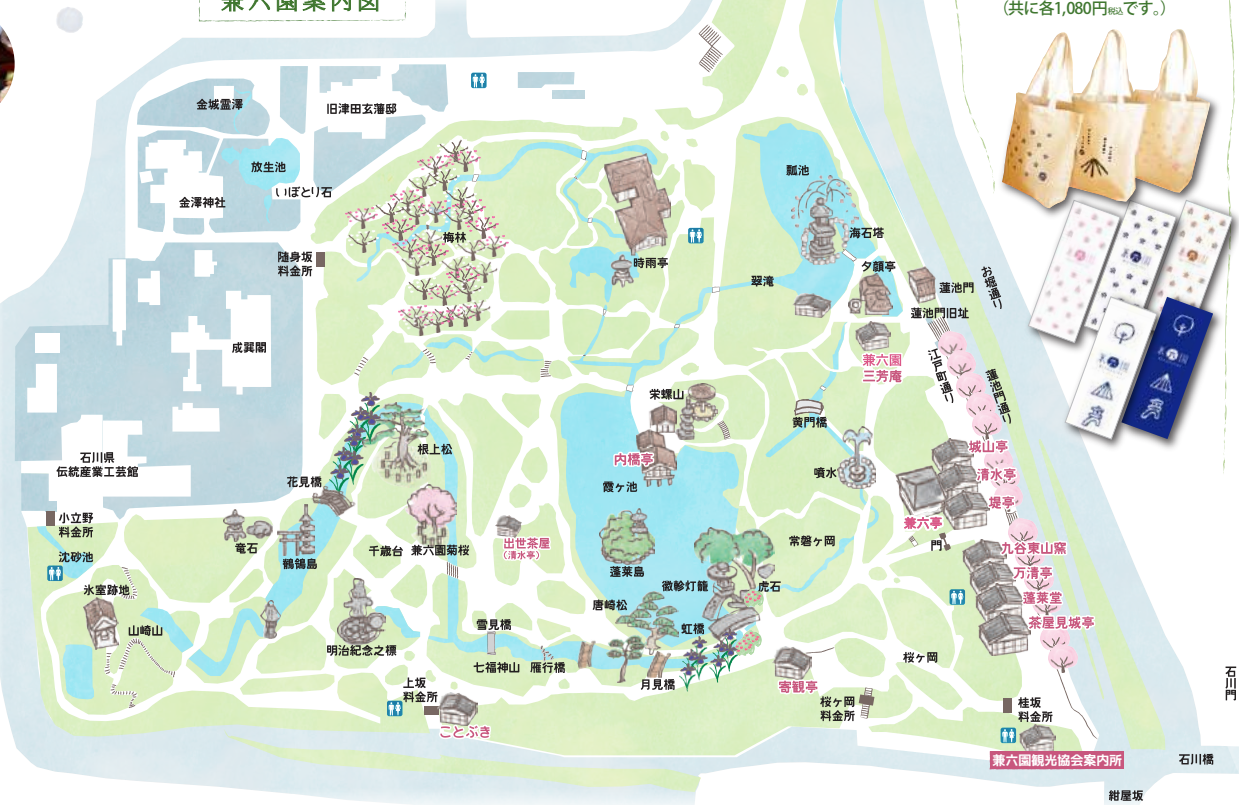 兼六園案内図
（共に各1,080円税込です。）
金城霊澤
旧津田玄蕃邸
放生池
いぼとり石
金澤神社
梅林
随身坂
料金所
時雨亭
瓢池
海石塔
翠滝
夕顔亭
蓮池門
蓮池門旧址
お堀通り
兼六園
三芳庵
江戸町通り
蓮池門通り
成巽閣
栄螺山
黄門橋
根上松
内橋亭
霞ヶ池
噴水
城山亭
清水亭
堤亭
兼六亭
門
石川県
伝統産業工芸館
花見橋
小立野
料金所
沈砂池
竜石
鶺鴒島
千歳台
兼六園菊桜
出世茶屋
（清水亭）
蓬莱島
常磐ヶ岡
九谷東山窯
万清亭
蓬莱堂
茶屋見城亭
氷室跡地
山崎山
徽軫灯籠
虎石
唐崎松
虹橋
明治紀念之標
雪見橋
七福神山
雁行橋
月見橋
寄観亭
桜ヶ岡
上坂
料金所
ことぶき
桜ヶ岡
料金所
桂坂
料金所
兼六園観光協会案内所
石川門
石川橋
紺屋坂